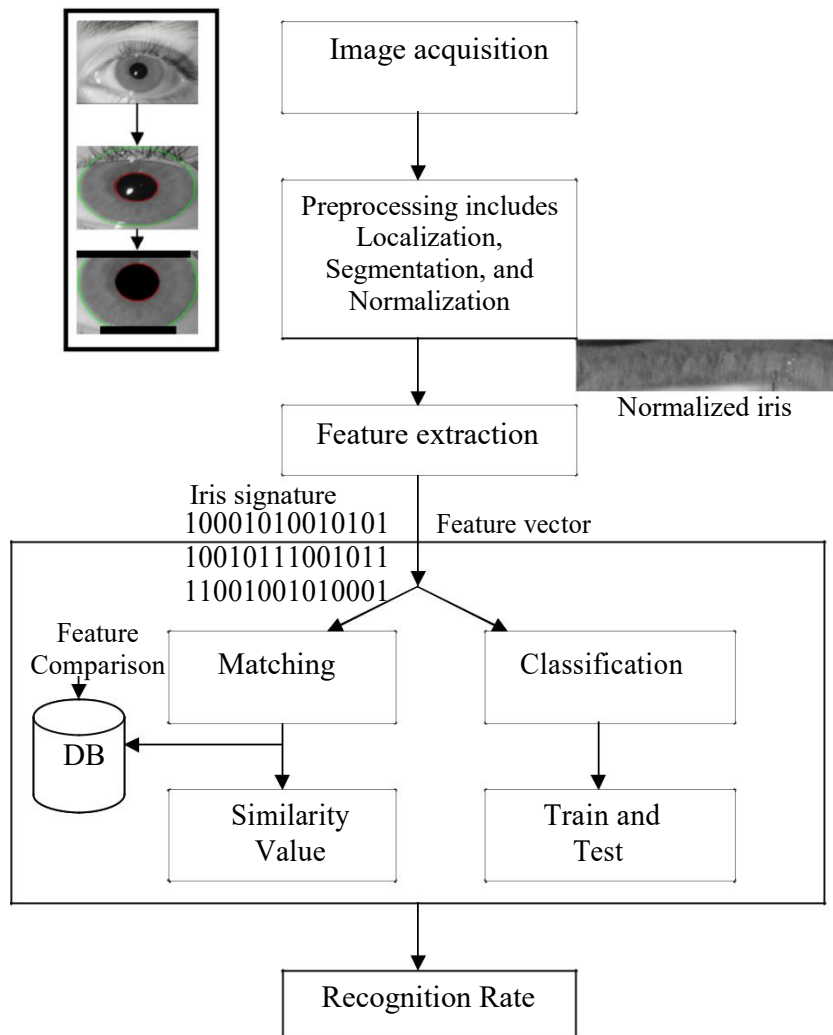 Image acquisition
Preprocessing includes
Localization,
Segmentation, and
Normalization
Normalized iris
Feature extraction
Iris signature
10001010010101
10010111001011
11001001010001
Feature vector
Feature
Comparison
DB
Matching
Classification
Similarity
Value
Train and
Test
Recognition Rate